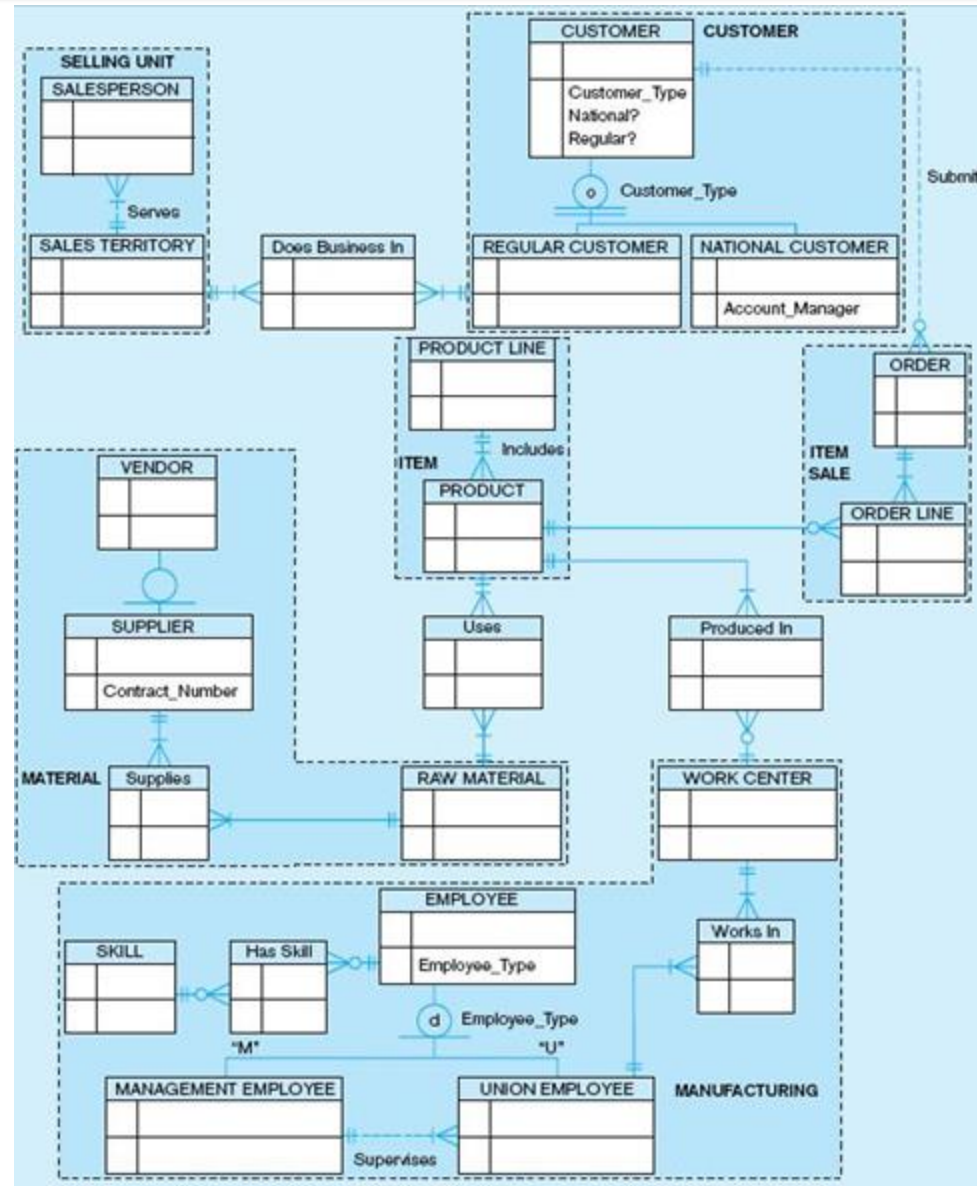 CUSTOMER
CUSTOMER
SELLING UNIT
SALESPERSON
Customer_Type
National?
Regular?
Submit
Customer_Type
o
Serves
SALES TERRITORY
Does Business In
REGULAR CUSTOMER
NATIONAL CUSTOMER
Account_Manager
PRODUCT LINE
ORDER
Includes
ITEM
ITEM
SALE
VENDOR
PRODUCT
ORDER LINE
SUPPLIER
Uses
Produced In
Contract_Number
MATERIAL
Supplies
RAW MATERIAL
WORK CENTER
EMPLOYEE
SKILL
Has Skill
Works In
Employee_Type
d
Employee_Type
"M"
"U"
MANAGEMENT EMPLOYEE
UNION EMPLOYEE
MANUFACTURING
Supervises